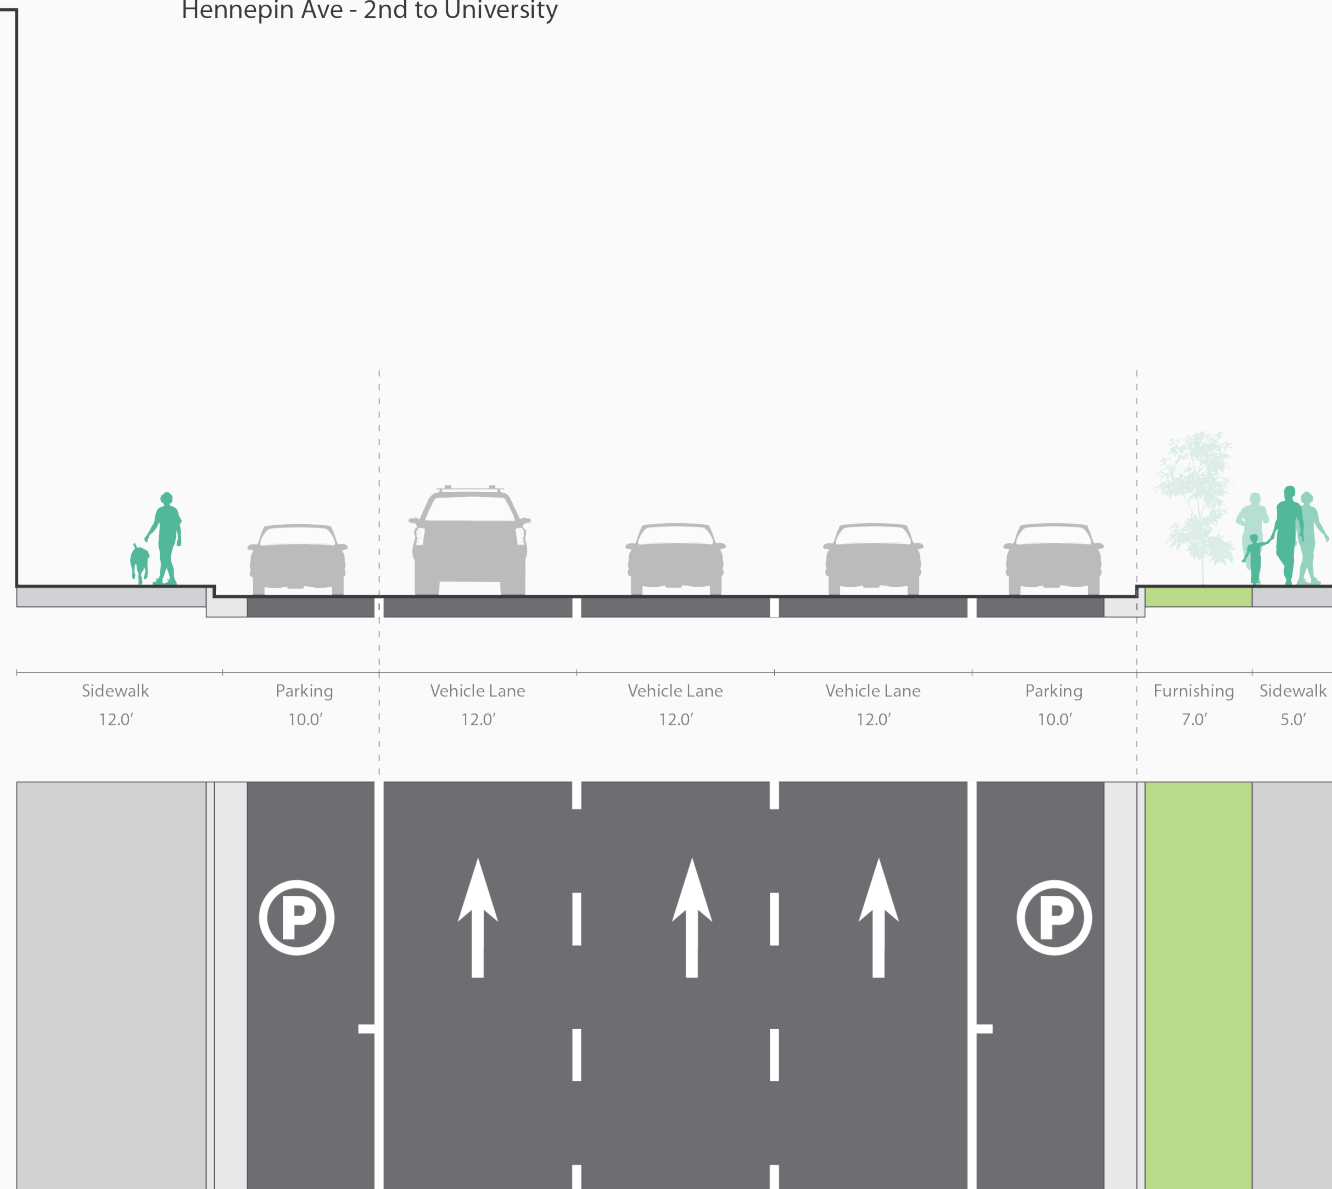 Hennepin Ave - 2nd to University
Sidewalk Parking Vehicle Lane Vehicle Lane Vehicle Lane Parking Furnishing Sidewalk
12.0’ 10.0’ 12.0’ 12.0’ 12.0’ 10.0’ 7.0’ 5.0’
P P